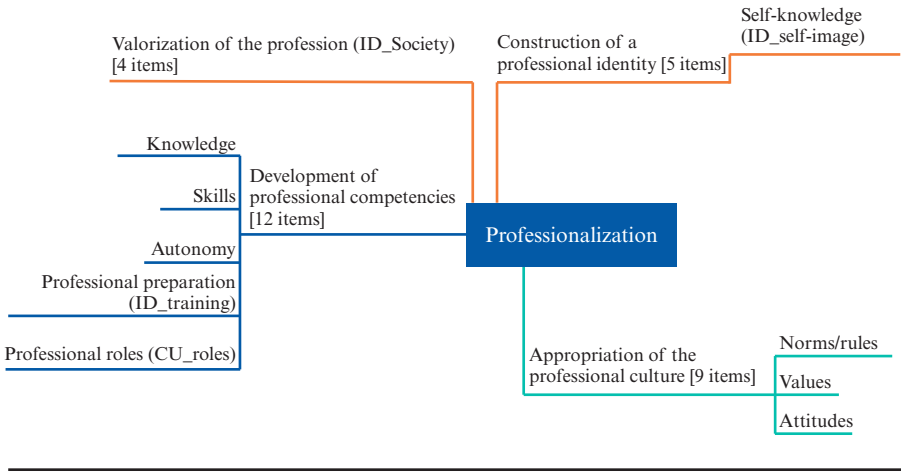 Valorization of the profession (ID_Society)
[4 items]
Construction of a
professional identity [5 items]
Self-knowledge
(ID_self-image)
Knowledge
Skills
Autonomy
Professional preparation
(ID_training)
Professional roles (CU_roles)
Development of
professional competencies
[12 items]
Professionalization
Appropriation of the
professional culture [9 items]
Norms/rules
Values
Attitudes